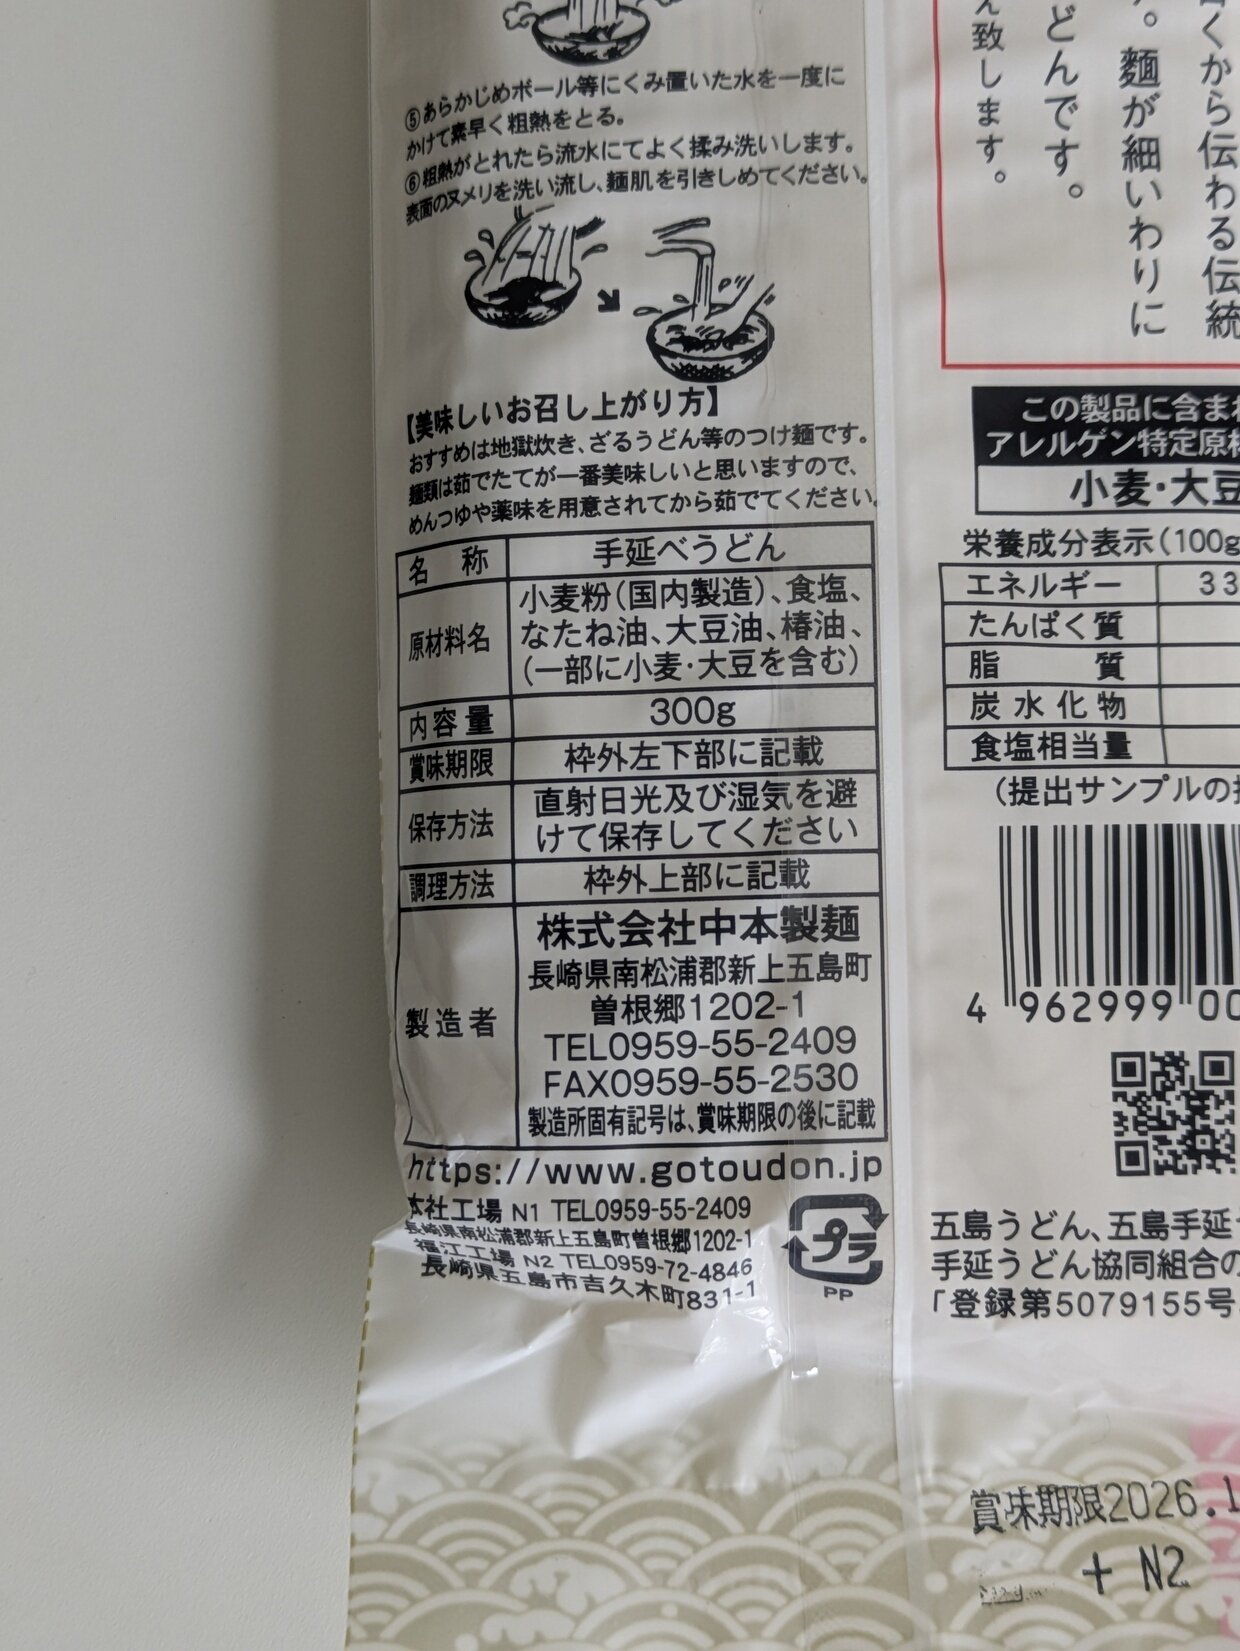 ⑤あらかじめボール等にくみ置いた水を一度に
かけて素早く粗熱をとる。
⑥粗熱がとれたら流水にてよく揉み洗いします。
表面のヌメリを洗い流し、麺肌を引きしめてください。
【美味しいお召し上がり方】
おすすめは地獄炊き、ざるうどん等のつけ麺です。
麺類は茹でたてが一番美味しいと思いますので、
めんつゆや薬味を用意されてから茹でてください。
名 称 手延べうどん
原材料名 小麦粉(国内製造)、食塩、
なたね油、大豆油、椿油、
(一部に小麦・大豆を含む)
内容量 300g
賞味期限 枠外左下部に記載
保存方法 直射日光及び湿気を避
けて保存してください
調理方法 枠外上部に記載
製造者 株式会社中本製麺
長崎県南松浦郡新上五島町
曽根郷1202-1
TEL0959-55-2409
FAX0959-55-2530
製造所固有記号は、賞味期限の後に記載
https://www.gotoudon.jp
本社工場 N1 TEL0959-55-2409
長崎県南松浦郡新上五島町曽根郷1202-1
福江工場 N2 TEL0959-72-4846
長崎県五島市吉久木町831-1
プラ
PP
くから伝わる伝統
。麺が細いわりに
どんです。
え致します。
この製品に含まれ
アレルゲン特定原材
小麦・大豆
栄養成分表示(100g
エネルギー 33
たんぱく質
脂 質
炭水化物
食塩相当量
(提出サンプルの
4 962999 00
五島うどん、五島手延
手延うどん協同組合の
「登録第5079155号
賞味期限2026.1
+ N2